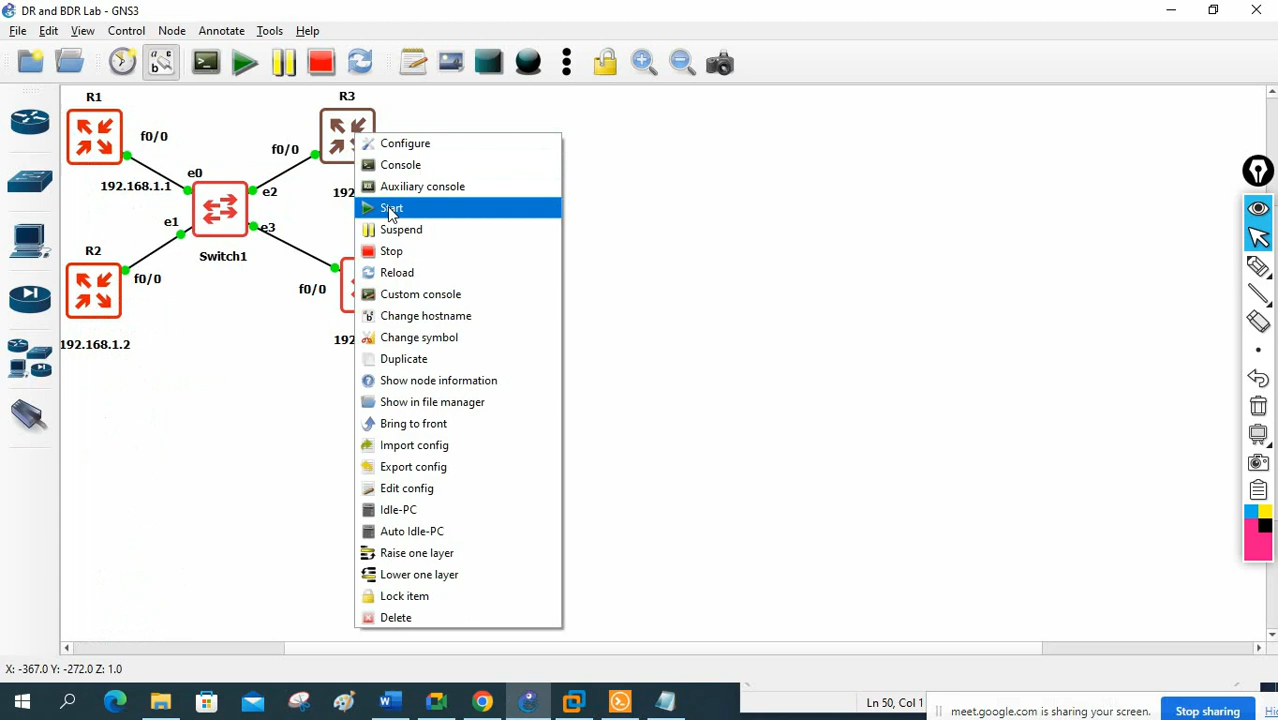 DR and BDR Lab - GNS3
File Edit View Control Node Annotate Tools Help
R1
f0/0
192.168.1.1
e0
R3
f0/0
e2
192
e1
e3
Switch1
R2
f0/0
192.168.1.2
f0/0
192
Configure
Console
Auxiliary console
Start
Suspend
Stop
Reload
Custom console
Change hostname
Change symbol
Duplicate
Show node information
Show in file manager
Bring to front
Import config
Export config
Edit config
Idle-PC
Auto Idle-PC
Raise one layer
Lower one layer
Lock item
Delete
X: -367.0 Y: -272.0 Z: 1.0
Ln 50, Col 1
meet.google.com is sharing your screen.
Stop sharing